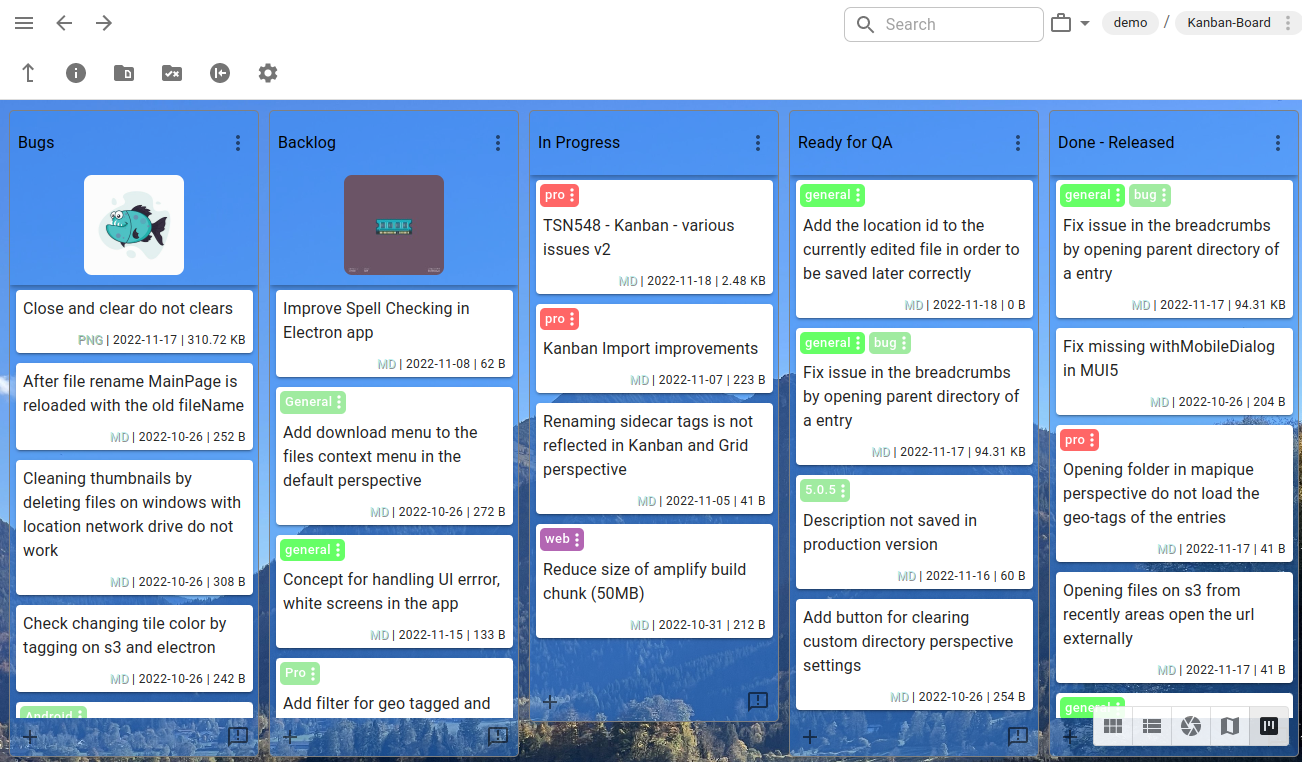 Search
demo / Kanban-Board
Bugs
Close and clear do not clears
PNG | 2022-11-17 | 310.72 KB
After file rename MainPage is
reloaded with the old fileName
MD | 2022-10-26 | 252 B
Cleaning thumbnails by
deleting files on windows with
location network drive do not
work
MD | 2022-10-26 | 308 B
Check changing tile color by
tagging on s3 and electron
MD | 2022-10-26 | 242 B
Android
Backlog
Improve Spell Checking in
Electron app
MD | 2022-11-08 | 62 B
General
Add download menu to the
files context menu in the
default perspective
MD | 2022-10-26 | 272 B
general
Concept for handling UI errror,
white screens in the app
MD | 2022-11-15 | 133 B
Pro
Add filter for geo tagged and
In Progress
pro
TSN548 - Kanban - various
issues v2
MD | 2022-11-18 | 2.48 KB
pro
Kanban Import improvements
MD | 2022-11-07 | 223 B
Renaming sidecar tags is not
reflected in Kanban and Grid
perspective
MD | 2022-11-05 | 41 B
web
Reduce size of amplify build
chunk (50MB)
MD | 2022-10-31 | 212 B
Ready for QA
general
Add the location id to the
currently edited file in order to
be saved later correctly
MD | 2022-11-18 | 0 B
general bug
Fix issue in the breadcrumbs
by opening parent directory of
a entry
MD | 2022-11-17 | 94.31 KB
5.0.5
Description not saved in
production version
MD | 2022-11-16 | 60 B
Add button for clearing
custom directory perspective
settings
MD | 2022-10-26 | 254 B
Done - Released
general bug
Fix issue in the breadcrumbs
by opening parent directory of
a entry
MD | 2022-11-17 | 94.31 KB
Fix missing withMobileDialog
in MUI5
MD | 2022-10-26 | 204 B
pro
Opening folder in mapique
perspective do not load the
geo-tags of the entries
MD | 2022-11-17 | 41 B
Opening files on s3 from
recently areas open the url
externally
MD | 2022-11-17 | 41 B
general